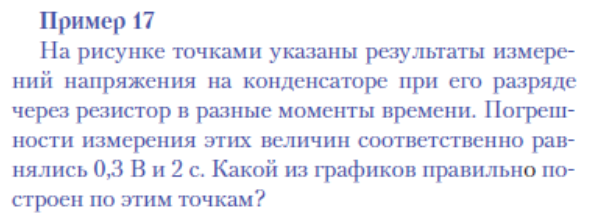 Пример 17
На рисунке точками указаны результаты измере-
ний напряжения на конденсаторе при его разряде
через резистор в разные моменты времени. Погреш-
ности измерения этих величин соответственно рав-
нялись 0,3 В и 2 с. Какой из графиков правильно по-
строен по этим точкам?